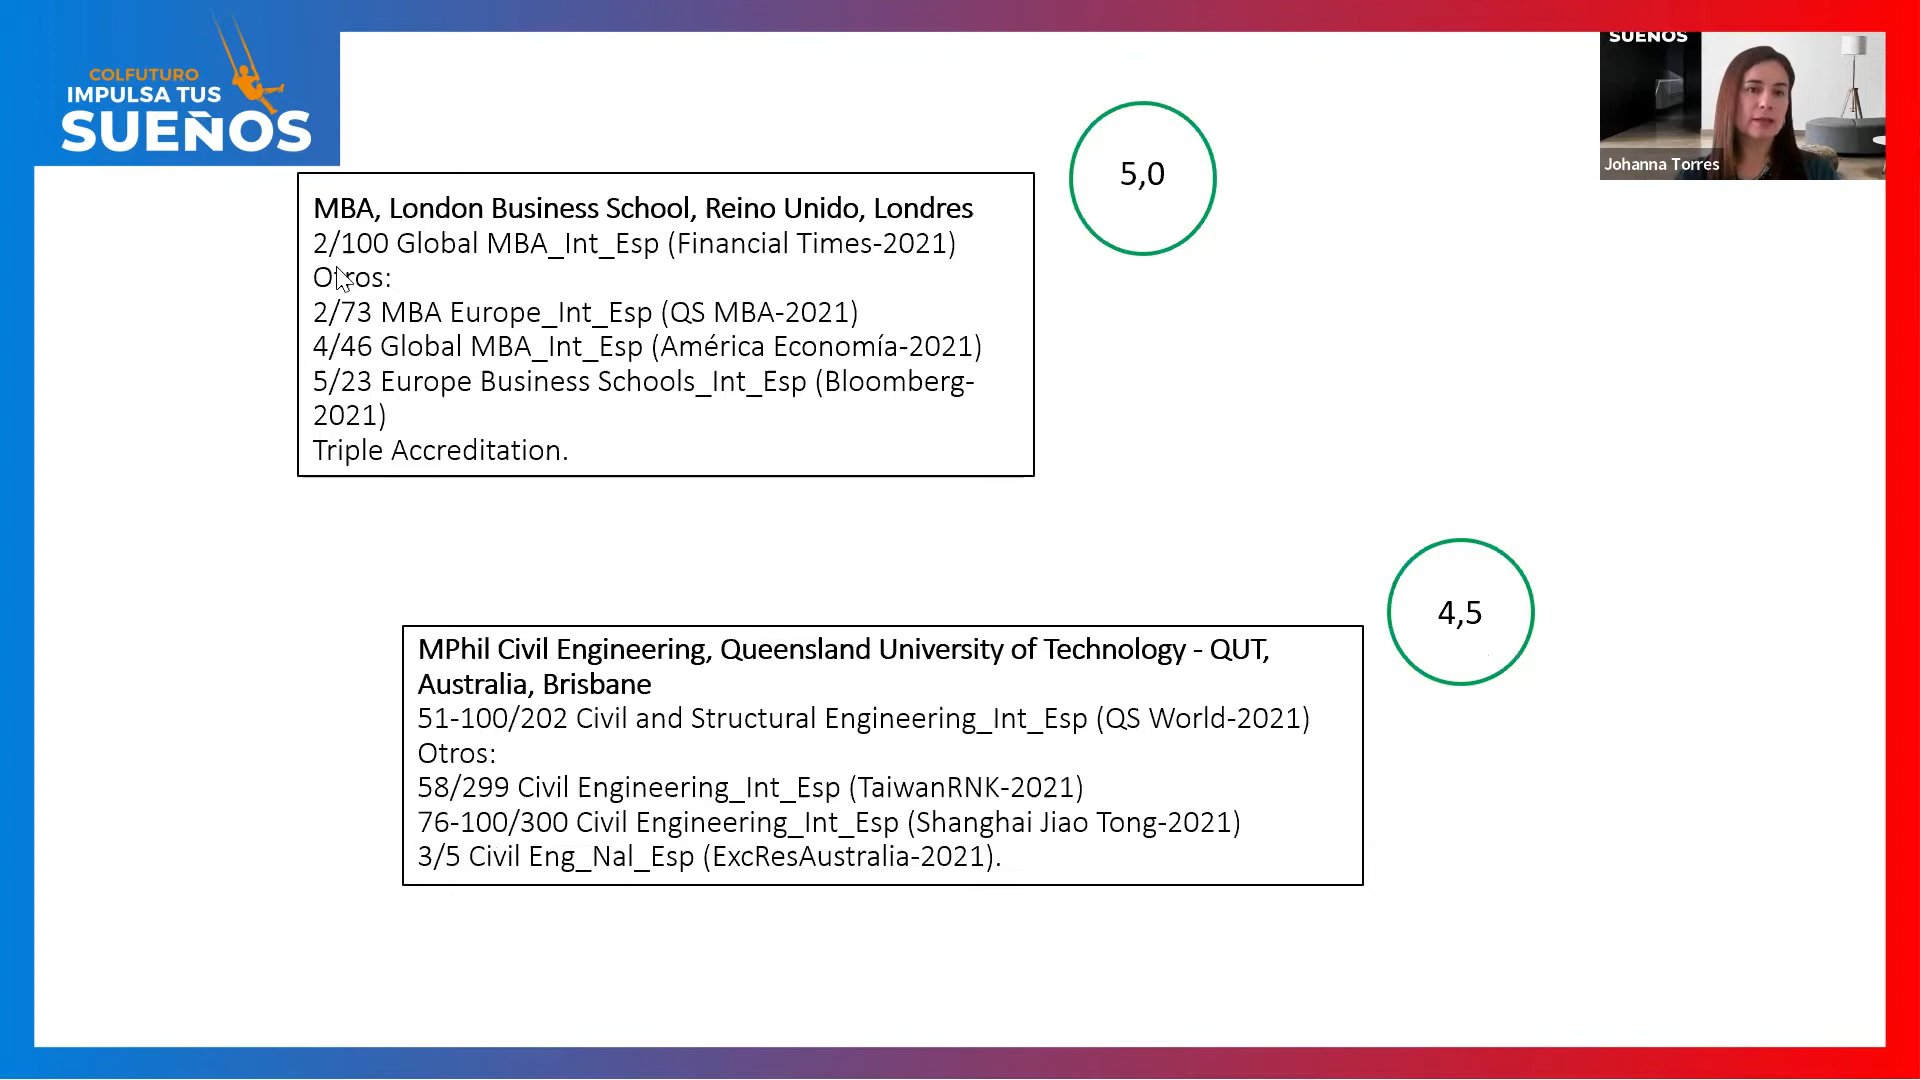 COLFUTURO
IMPULSA TUS
SUEÑOS
SUEÑOS
Johanna Torres
5,0
MBA, London Business School, Reino Unido, Londres
2/100 Global MBA_Int_Esp (Financial Times-2021)
Otros:
2/73 MBA Europe_Int_Esp (QS MBA-2021)
4/46 Global MBA_Int_Esp (América Economía-2021)
5/23 Europe Business Schools_Int_Esp (Bloomberg-
2021)
Triple Accreditation.
4,5
MPhil Civil Engineering, Queensland University of Technology - QUT,
Australia, Brisbane
51-100/202 Civil and Structural Engineering_Int_Esp (QS World-2021)
Otros:
58/299 Civil Engineering_Int_Esp (TaiwanRNK-2021)
76-100/300 Civil Engineering_Int_Esp (Shanghai Jiao Tong-2021)
3/5 Civil Eng_Nal_Esp (ExcResAustralia-2021).